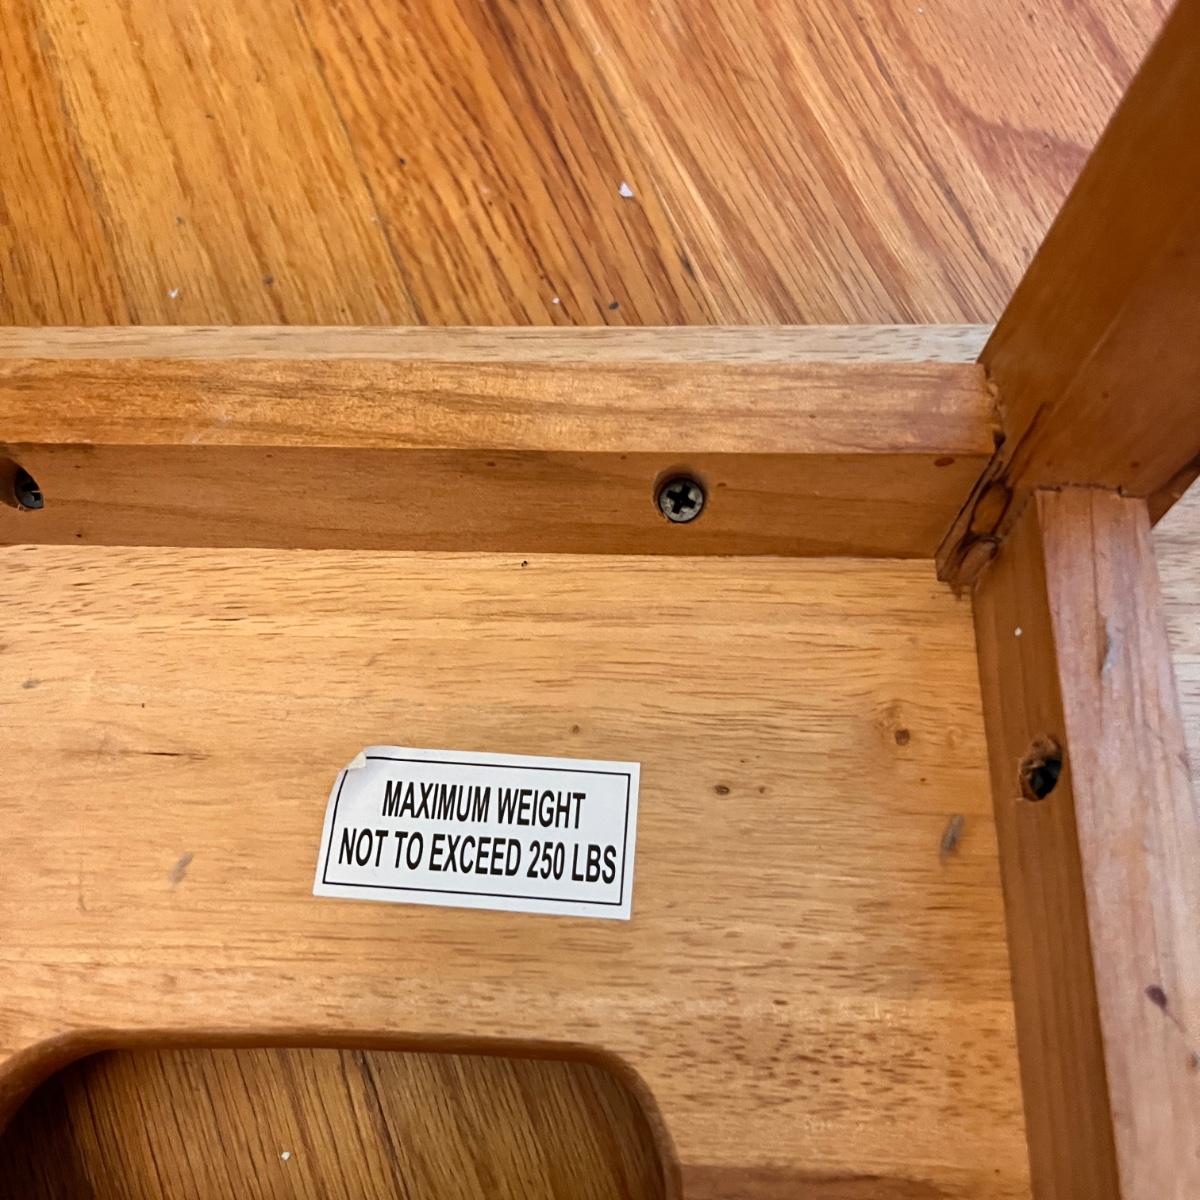 MAXIMUM WEIGHT
NOT TO EXCEED 250 LBS